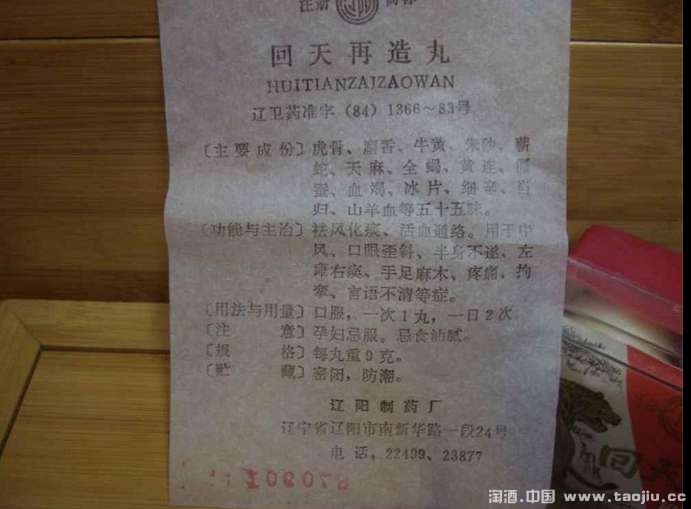 注册 商标
回天再造丸
HUITIANZAIZAOWAN
辽卫药准字(84)1366~83号
〔主要成份〕虎骨、麝香、牛黄、朱砂、蕲
蛇、天麻、全蝎、黄连、僵
蚕、血竭、冰片、细辛、当
归、山羊血等五十五味。
〔功能与主治〕祛风化痰、活血通络。用于中
风、口眼歪斜、半身不遂、左
瘫右痪、手足麻木、疼痛、拘
挛、言语不清等症。
〔用法与用量〕口服,一次1丸,一日2次
〔注 意〕孕妇忌服。忌食油腻。
〔规 格〕每丸重9克。
〔贮 藏〕密闭,防潮。
辽阳制药厂
辽宁省辽阳市南新华路一段24号
电话,22499、23877
回天
淘酒.中国 www.taojiu.cc